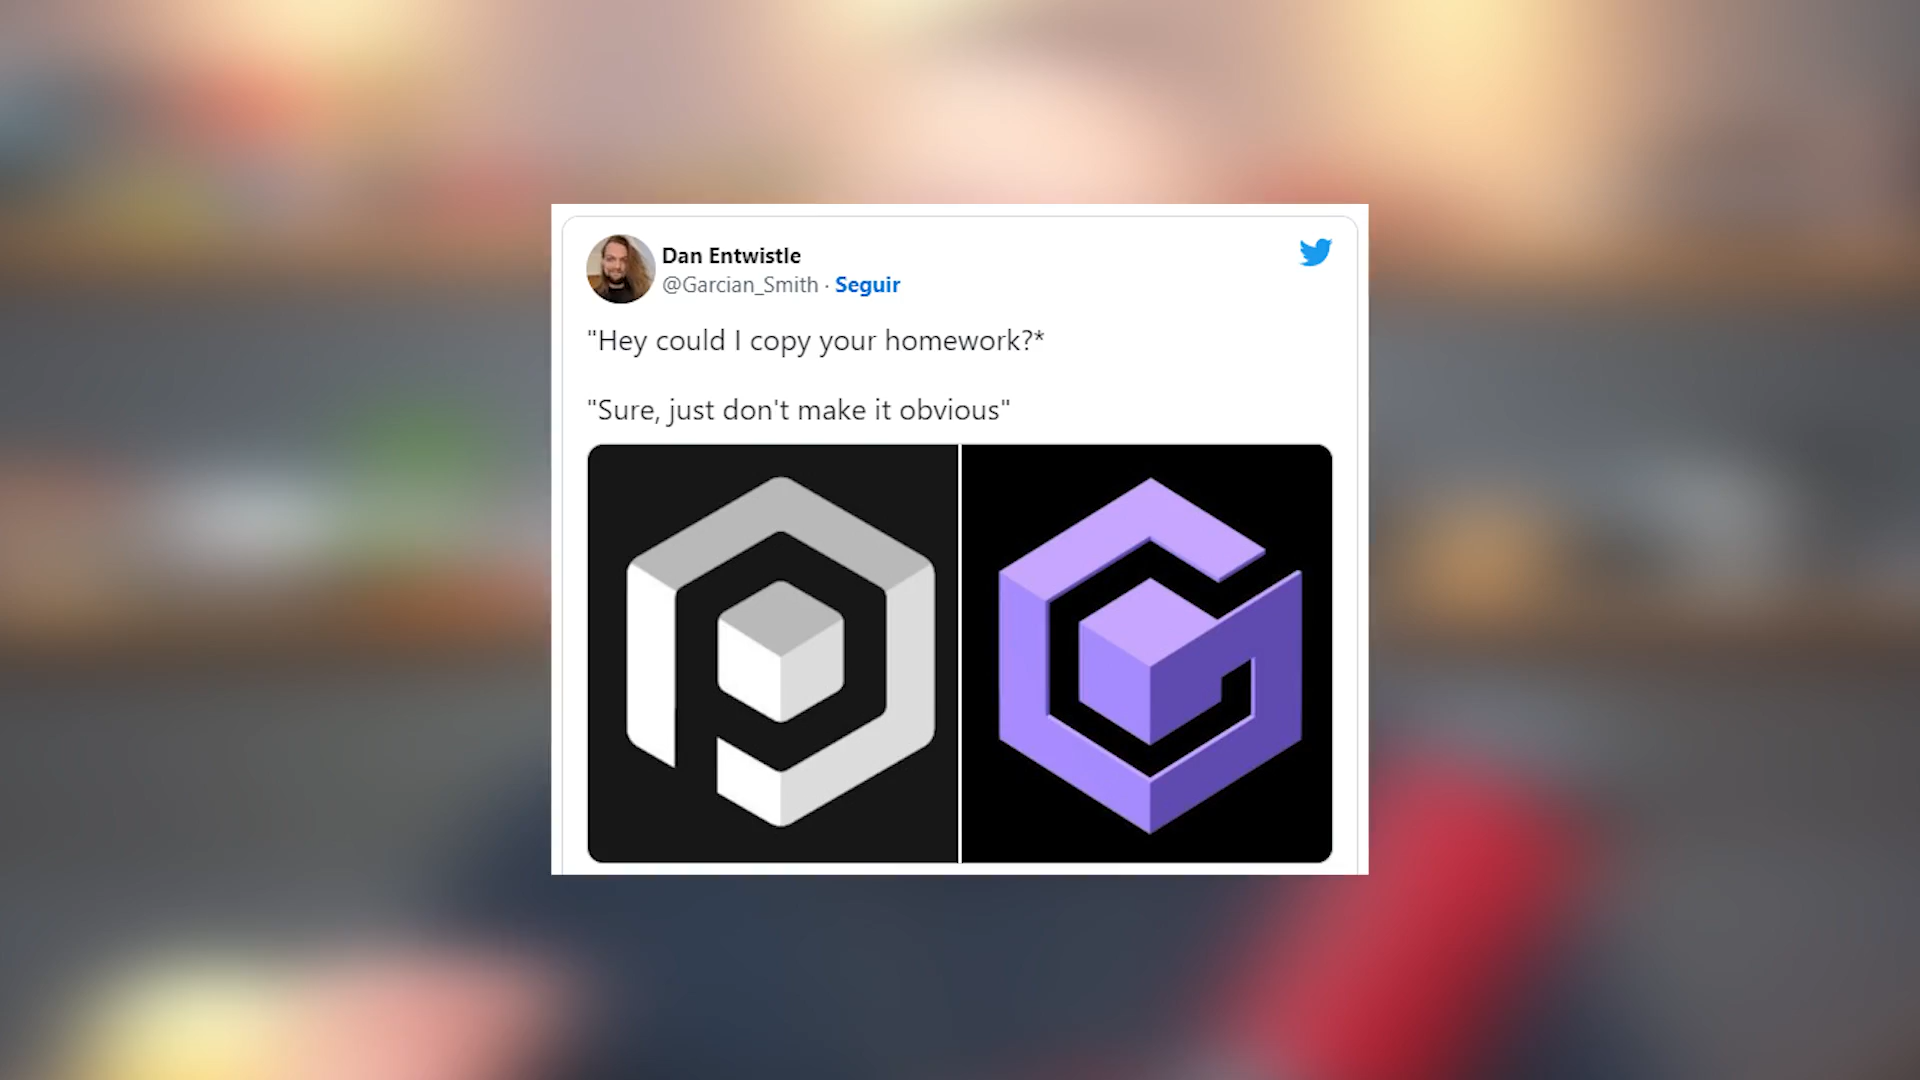 Dan Entwistle
@Garcian_Smith · Seguir
"Hey could I copy your homework?*
"Sure, just don't make it obvious"